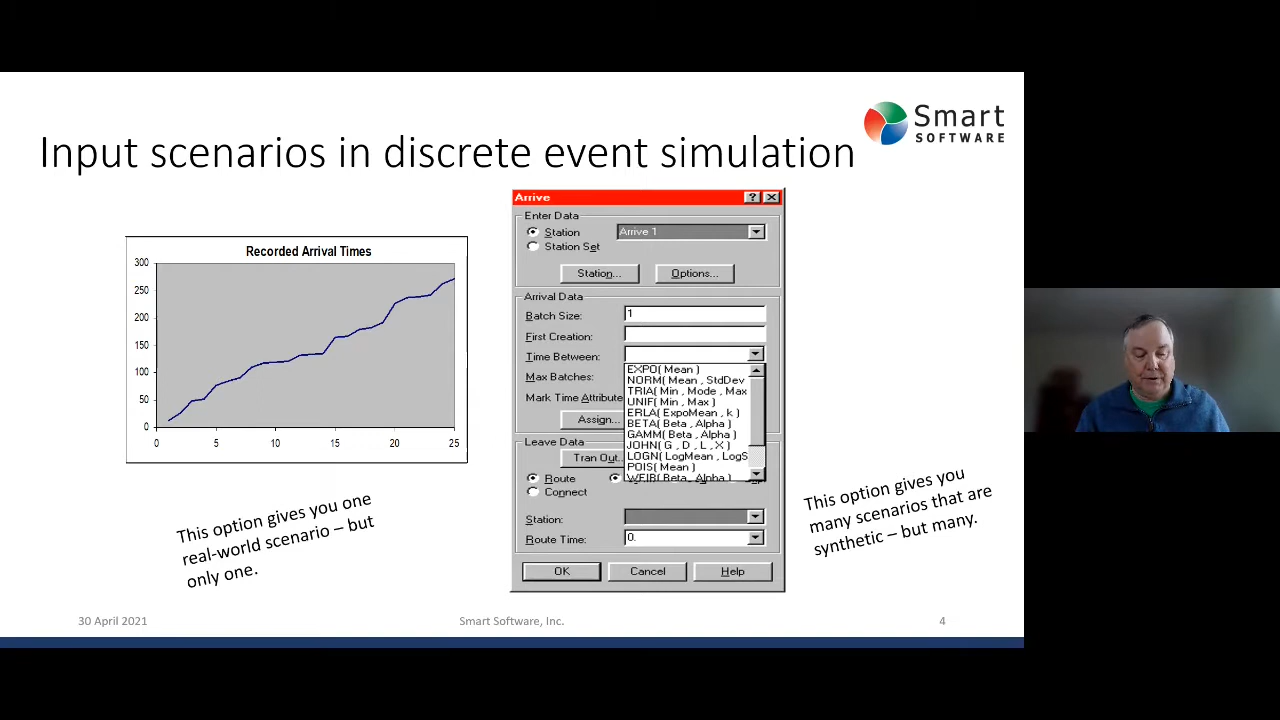 Smart
SOFTWARE
Input scenarios in discrete event simulation
Recorded Arrival Times
300
250
200
150
100
50
0
0 5 10 15 20 25
This option gives you one
real-world scenario – but
only one.
Arrive
Enter Data
Station Arrive 1
Station Set
Station... Options...
Arrival Data
Batch Size: 1
First Creation:
Time Between:
EXPO( Mean )
NORM( Mean , StdDev
Max Batches:
TRIA( Min , Mode , Max
Mark Time Attribute
UNIF( Min , Max )
ERLA( ExpoMean , k )
Assign...
BETA( Beta , Alpha )
GAMM( Beta , Alpha )
Leave Data
JOHN( G , D , L , X )
Tran Out..
LOGN( LogMean , LogS
POIS( Mean )
Route
WEIB( Beta , Alpha )
Connect
Station:
Route Time: 0.
OK Cancel Help
This option gives you
many scenarios that are
synthetic – but many.
30 April 2021 Smart Software, Inc. 4